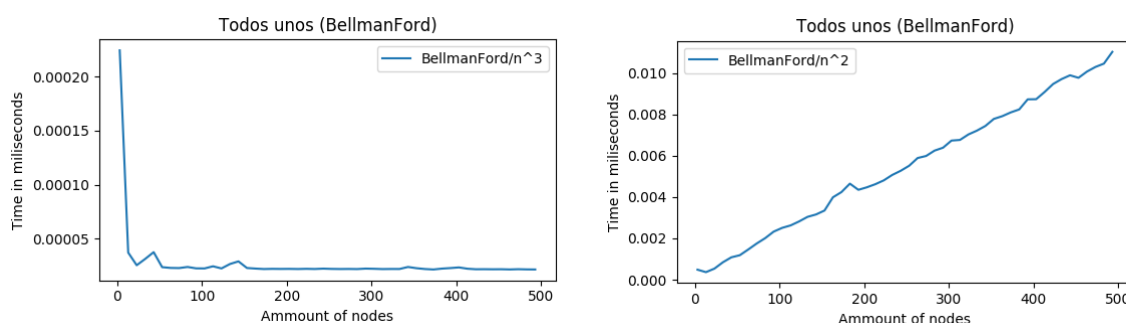 Todos unos (BellmanFord)
BellmanFord/n^3
Time in miliseconds
0.00020
0.00015
0.00010
0.00005
0
100
200
300
400
500
Ammount of nodes
Todos unos (BellmanFord)
BellmanFord/n^2
Time in miliseconds
0.010
0.008
0.006
0.004
0.002
0.000
0
100
200
300
400
500
Ammount of nodes